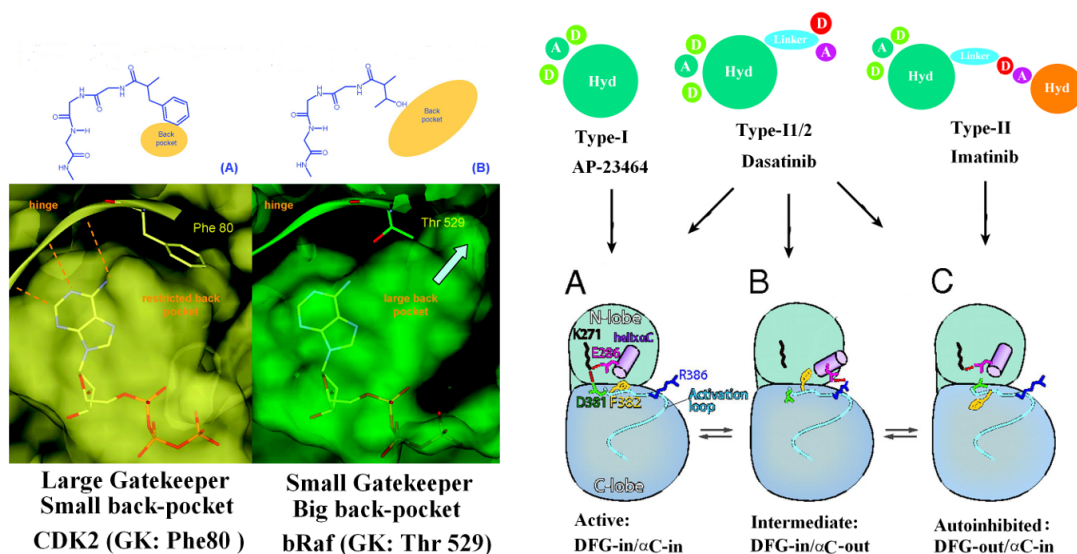 O
N
H
O
H
N
N
O
N-H
O
HN
Back
pocket
(A)
O
N
H
O
H
N
OH
N
O
N-H
O
HN
Back
pocket
(B)
hinge
Phe 80
restricted back
pocket
hinge
Thr 529
large back
pocket
Large Gatekeeper
Small back-pocket
CDK2 (GK: Phe80 )
Small Gatekeeper
Big back-pocket
bRaf (GK: Thr 529)
D
A
D
Hyd
Type-I
AP-23464
D
A
D
Hyd
Linker
D
A
Type-I1/2
Dasatinib
D
A
D
Hyd
Linker
D
A
Hyd
Type-II
Imatinib
A
N-lobe
K271
helixαC
E286
R386
D381
F382
Activation
loop
C-lobe
Active:
DFG-in/αC-in
B
Intermediate:
DFG-in/αC-out
C
Autoinhibited:
DFG-out/αC-in